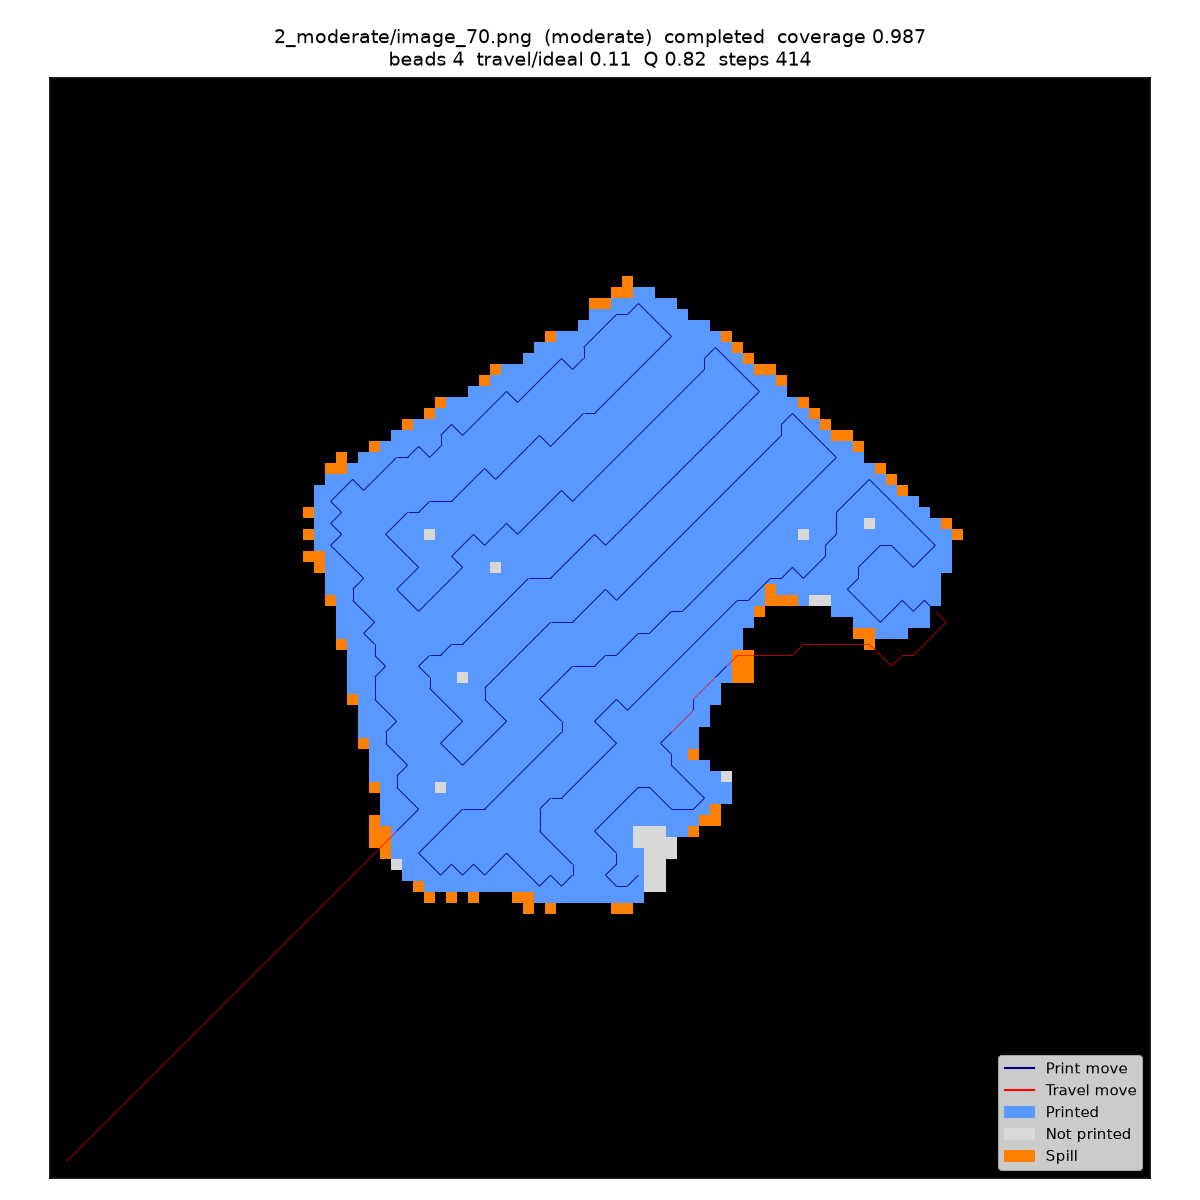 2_moderate/image_70.png  (moderate)  completed  coverage 0.987
beads 4  travel/ideal 0.11  Q 0.82  steps 414
Print move
Travel move
Printed
Not printed
Spill